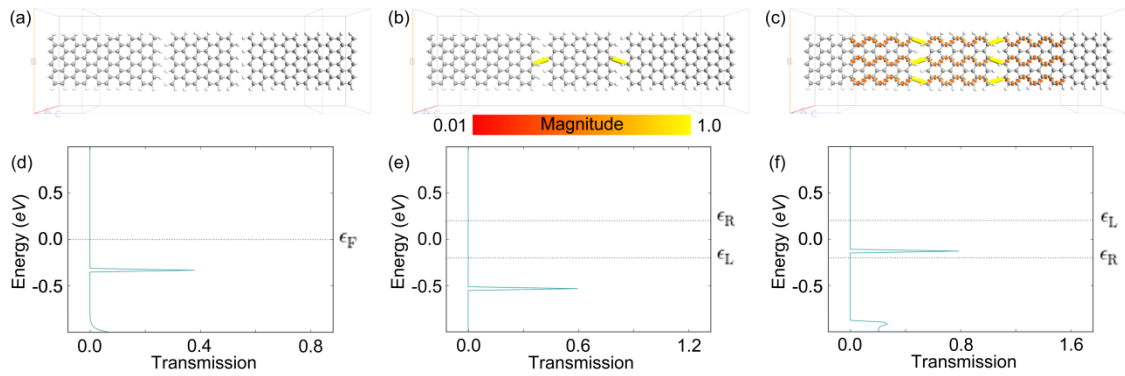 (a) (b) (c)
B B B
C C C
0.01 Magnitude 1.0
(d) (e) (f)
Energy (eV) 0.5 0.0 -0.5 ϵF
Transmission 0.0 0.4 0.8
Energy (eV) 0.5 0.0 -0.5 ϵR ϵL
Transmission 0.0 0.6 1.2
Energy (eV) 0.5 0.0 -0.5 ϵL ϵR
Transmission 0.0 0.8 1.6